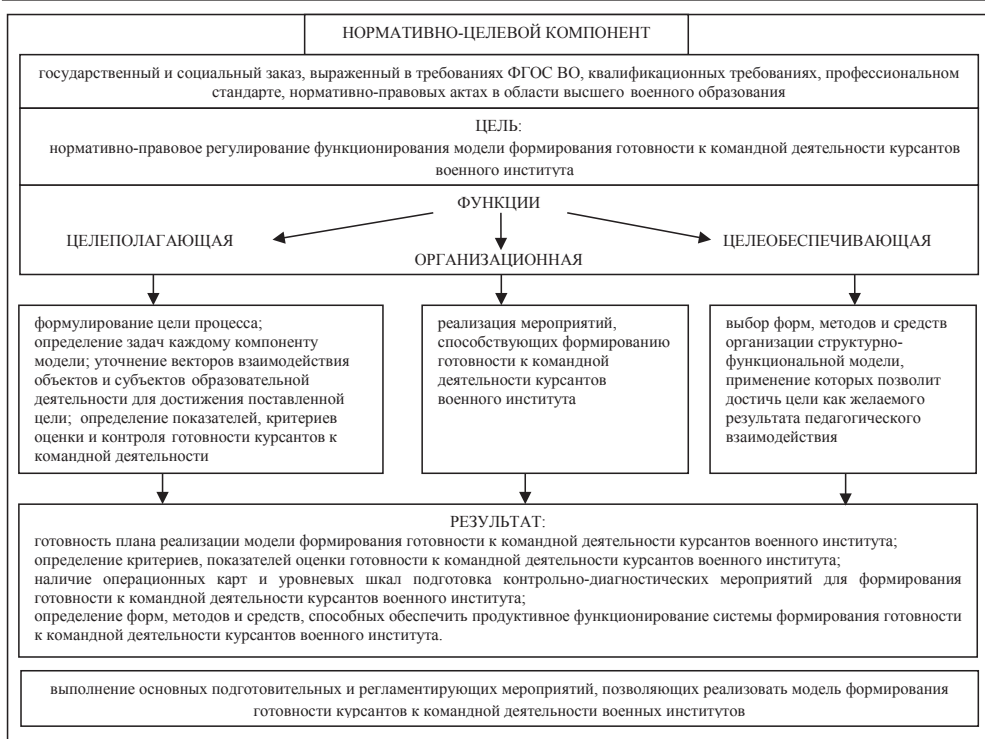 НОРМАТИВНО-ЦЕЛЕВОЙ КОМПОНЕНТ
государственный и социальный заказ, выраженный в требованиях ФГОС ВО, квалификационных требованиях, профессиональном
стандарте, нормативно-правовых актах в области высшего военного образования
ЦЕЛЬ:
нормативно-правовое регулирование функционирования модели формирования готовности к командной деятельности курсантов
военного института
ФУНКЦИИ
ЦЕЛЕПОЛАГАЮЩАЯ
ОРГАНИЗАЦИОННАЯ
ЦЕЛЕОБЕСПЕЧИВАЮЩАЯ
формулирование цели процесса;
определение задач каждому компоненту
модели; уточнение векторов взаимодействия
объектов и субъектов образовательной
деятельности для достижения поставленной
цели; определение показателей, критериев
оценки и контроля готовности курсантов к
командной деятельности
реализация мероприятий,
способствующих формированию
готовности к командной
деятельности курсантов
военного института
выбор форм, методов и средств
организации структурно-
функциональной модели,
применение которых позволит
достичь цели как желаемого
результата педагогического
взаимодействия
РЕЗУЛЬТАТ:
готовность плана реализации модели формирования готовности к командной деятельности курсантов военного института;
определение критериев, показателей оценки готовности к командной деятельности курсантов военного института;
наличие операционных карт и уровневых шкал подготовка контрольно-диагностических мероприятий для формирования
готовности к командной деятельности курсантов военного института;
определение форм, методов и средств, способных обеспечить продуктивное функционирование системы формирования готовности
к командной деятельности курсантов военного института.
выполнение основных подготовительных и регламентирующих мероприятий, позволяющих реализовать модель формирования
готовности курсантов к командной деятельности военных институтов